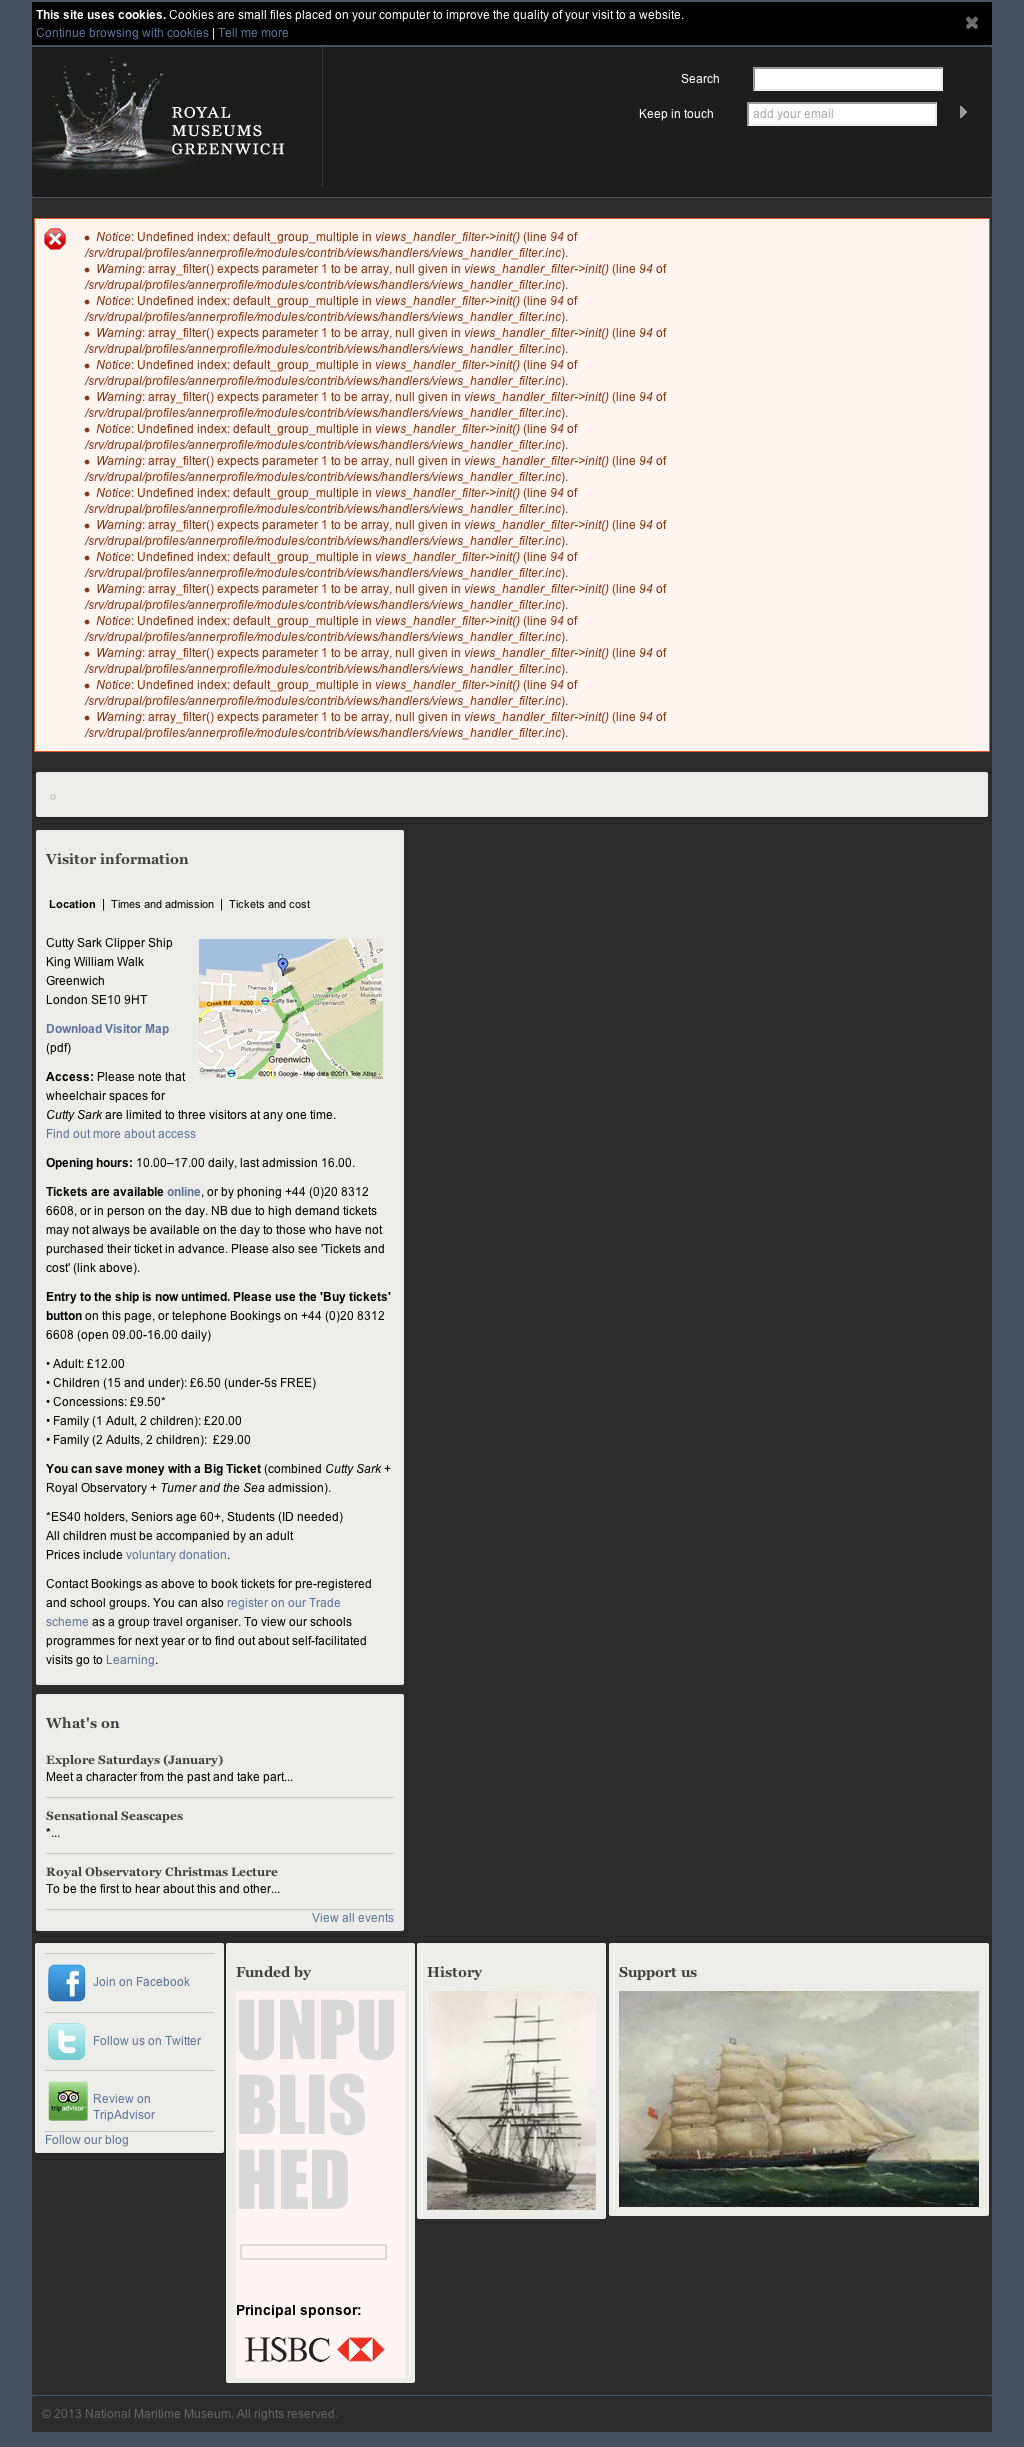 This site uses cookies. Cookies are small files placed on your computer to improve the quality of your visit to a website.
Continue browsing with cookies | Tell me more
Search
ROYAL
MUSEUMS
GREENWICH
Keep in touch
add your email
• Notice: Undefined index: default_group_multiple in views_handler_filter->init() (line 94 of
/srv/drupal/profiles/annerprofile/modules/contrib/views/handlers/views_handler_filter.inc).
• Warning: array_filter() expects parameter 1 to be array, null given in views_handler_filter->init() (line 94 of
/srv/drupal/profiles/annerprofile/modules/contrib/views/handlers/views_handler_filter.inc).
• Notice: Undefined index: default_group_multiple in views_handler_filter->init() (line 94 of
/srv/drupal/profiles/annerprofile/modules/contrib/views/handlers/views_handler_filter.inc).
• Warning: array_filter() expects parameter 1 to be array, null given in views_handler_filter->init() (line 94 of
/srv/drupal/profiles/annerprofile/modules/contrib/views/handlers/views_handler_filter.inc).
• Notice: Undefined index: default_group_multiple in views_handler_filter->init() (line 94 of
/srv/drupal/profiles/annerprofile/modules/contrib/views/handlers/views_handler_filter.inc).
• Warning: array_filter() expects parameter 1 to be array, null given in views_handler_filter->init() (line 94 of
/srv/drupal/profiles/annerprofile/modules/contrib/views/handlers/views_handler_filter.inc).
• Notice: Undefined index: default_group_multiple in views_handler_filter->init() (line 94 of
/srv/drupal/profiles/annerprofile/modules/contrib/views/handlers/views_handler_filter.inc).
• Warning: array_filter() expects parameter 1 to be array, null given in views_handler_filter->init() (line 94 of
/srv/drupal/profiles/annerprofile/modules/contrib/views/handlers/views_handler_filter.inc).
• Notice: Undefined index: default_group_multiple in views_handler_filter->init() (line 94 of
/srv/drupal/profiles/annerprofile/modules/contrib/views/handlers/views_handler_filter.inc).
• Warning: array_filter() expects parameter 1 to be array, null given in views_handler_filter->init() (line 94 of
/srv/drupal/profiles/annerprofile/modules/contrib/views/handlers/views_handler_filter.inc).
• Notice: Undefined index: default_group_multiple in views_handler_filter->init() (line 94 of
/srv/drupal/profiles/annerprofile/modules/contrib/views/handlers/views_handler_filter.inc).
• Warning: array_filter() expects parameter 1 to be array, null given in views_handler_filter->init() (line 94 of
/srv/drupal/profiles/annerprofile/modules/contrib/views/handlers/views_handler_filter.inc).
• Notice: Undefined index: default_group_multiple in views_handler_filter->init() (line 94 of
/srv/drupal/profiles/annerprofile/modules/contrib/views/handlers/views_handler_filter.inc).
• Warning: array_filter() expects parameter 1 to be array, null given in views_handler_filter->init() (line 94 of
/srv/drupal/profiles/annerprofile/modules/contrib/views/handlers/views_handler_filter.inc).
• Notice: Undefined index: default_group_multiple in views_handler_filter->init() (line 94 of
/srv/drupal/profiles/annerprofile/modules/contrib/views/handlers/views_handler_filter.inc).
• Warning: array_filter() expects parameter 1 to be array, null given in views_handler_filter->init() (line 94 of
/srv/drupal/profiles/annerprofile/modules/contrib/views/handlers/views_handler_filter.inc).
Visitor information
Location | Times and admission | Tickets and cost
Cutty Sark Clipper Ship
King William Walk
Greenwich
London SE10 9HT
Download Visitor Map
(pdf)
Thames St
Creek Rd A200
Cutty Sark
A206
A206
Bardsley Ln
University of
Greenwich
National
Maritime
Museum
Park Row
Roan St
Nelson Rd
Greenwich
Picturehouse
Greenwich
Theatre
Greenwich
Greenwich
Rail
©2011 Google - Map data ©2011 Tele Atlas -
Access: Please note that
wheelchair spaces for
Cutty Sark are limited to three visitors at any one time.
Find out more about access
Opening hours: 10.00–17.00 daily, last admission 16.00.
Tickets are available online, or by phoning +44 (0)20 8312
6608, or in person on the day. NB due to high demand tickets
may not always be available on the day to those who have not
purchased their ticket in advance. Please also see 'Tickets and
cost' (link above).
Entry to the ship is now untimed. Please use the 'Buy tickets'
button on this page, or telephone Bookings on +44 (0)20 8312
6608 (open 09.00-16.00 daily)
• Adult: £12.00
• Children (15 and under): £6.50 (under-5s FREE)
• Concessions: £9.50*
• Family (1 Adult, 2 children): £20.00
• Family (2 Adults, 2 children): £29.00
You can save money with a Big Ticket (combined Cutty Sark +
Royal Observatory + Turner and the Sea admission).
*ES40 holders, Seniors age 60+, Students (ID needed)
All children must be accompanied by an adult
Prices include voluntary donation.
Contact Bookings as above to book tickets for pre-registered
and school groups. You can also register on our Trade
scheme as a group travel organiser. To view our schools
programmes for next year or to find out about self-facilitated
visits go to Learning.
What's on
Explore Saturdays (January)
Meet a character from the past and take part...
Sensational Seascapes
*...
Royal Observatory Christmas Lecture
To be the first to hear about this and other...
View all events
Join on Facebook
Follow us on Twitter
tripadvisor
Review on
TripAdvisor
Follow our blog
Funded by
UNPU
BLIS
HED
Principal sponsor:
HSBC
History
Support us
© 2013 National Maritime Museum. All rights reserved.